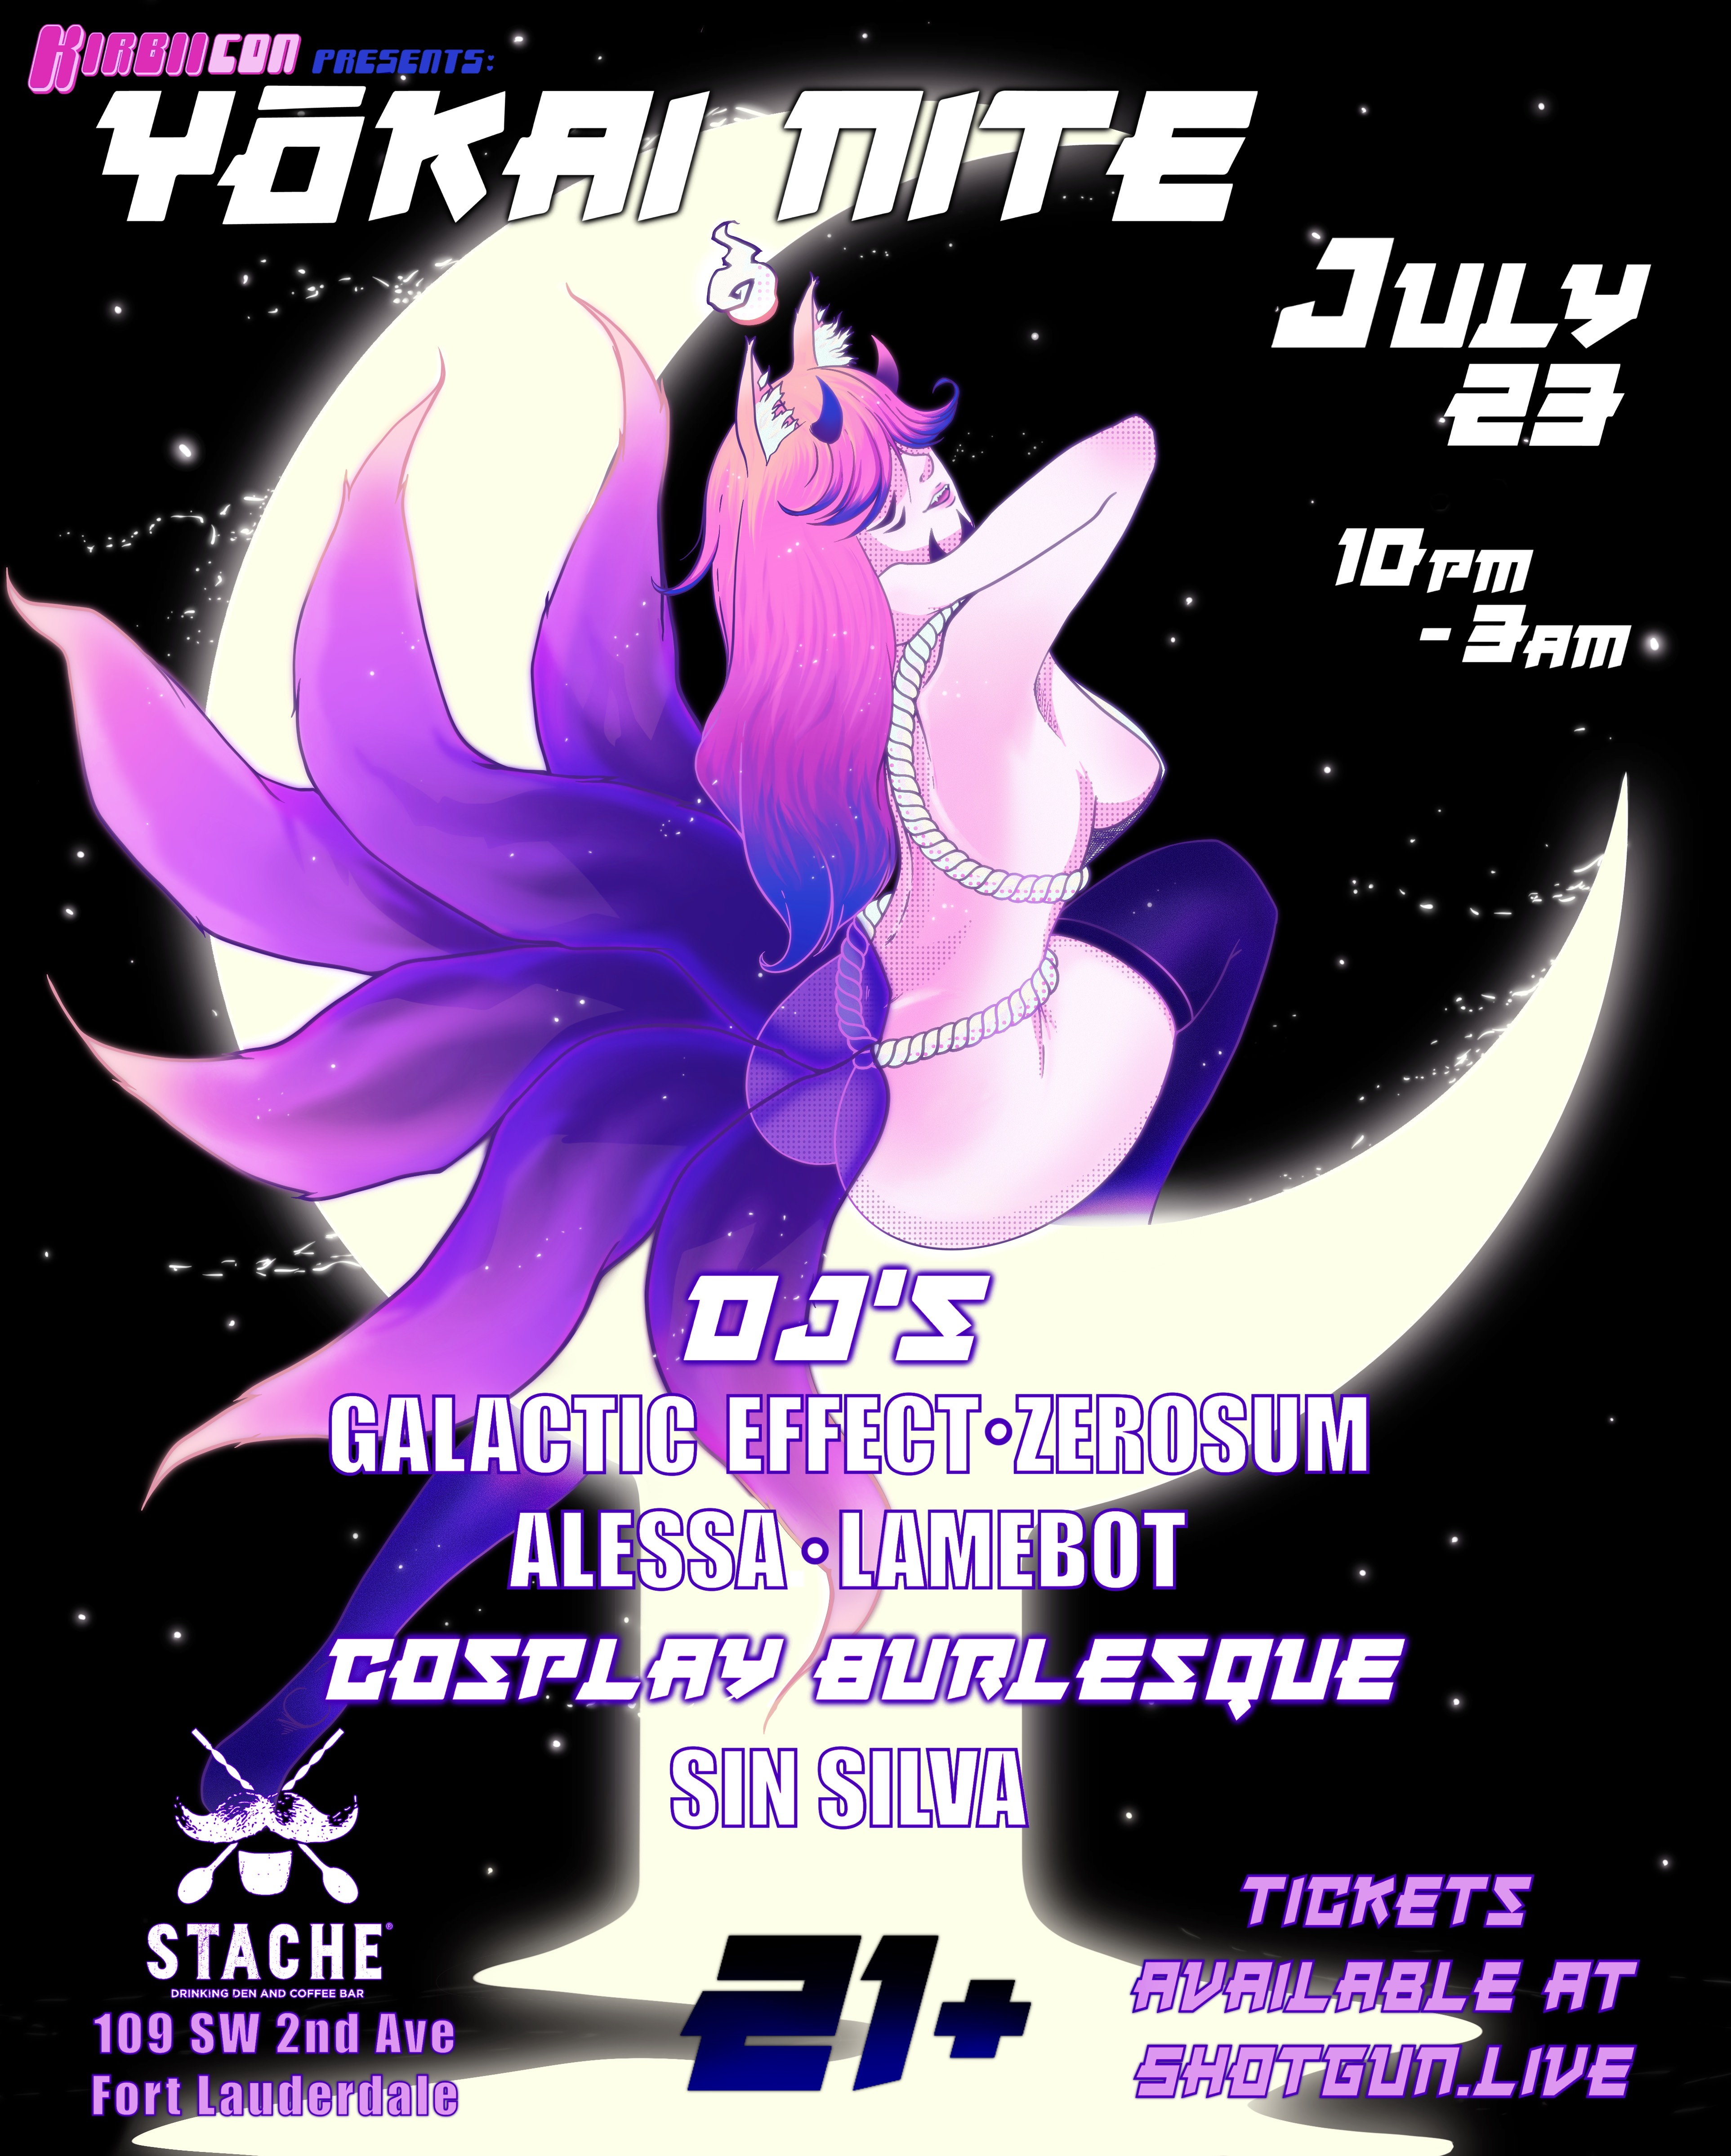 KIRBIICON PRESENTS:
YŌKAI NITE
JULY
23
10PM
- 3AM
DJ'S
GALACTIC EFFECT•ZEROSUM
ALESSA • LAMEBOT
COSPLAY BURLESQUE
SIN SILVA
STACHE®
DRINKING DEN AND COFFEE BAR
109 SW 2nd Ave
Fort Lauderdale
21+
TICKETS
AVAILABLE AT
SHOTGUN.LIVE